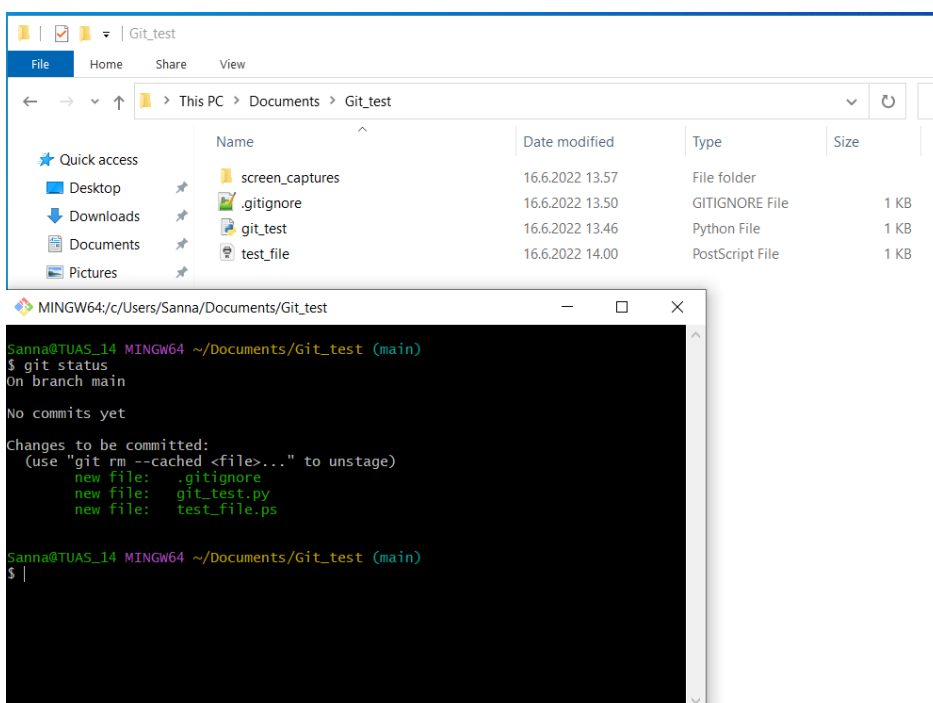 Git_test
File Home Share View
This PC > Documents > Git_test
Name Date modified Type Size
Quick access
Desktop
Downloads
Documents
Pictures
screen_captures 16.6.2022 13.57 File folder
.gitignore 16.6.2022 13.50 GITIGNORE File 1 KB
git_test 16.6.2022 13.46 Python File 1 KB
test_file 16.6.2022 14.00 PostScript File 1 KB
MINGW64:/c/Users/Sanna/Documents/Git_test
Sanna@TUAS_14 MINGW64 ~/Documents/Git_test (main)
$ git status
On branch main
No commits yet
Changes to be committed:
(use "git rm --cached <file>..." to unstage)
new file: .gitignore
new file: git_test.py
new file: test_file.ps
Sanna@TUAS_14 MINGW64 ~/Documents/Git_test (main)
$